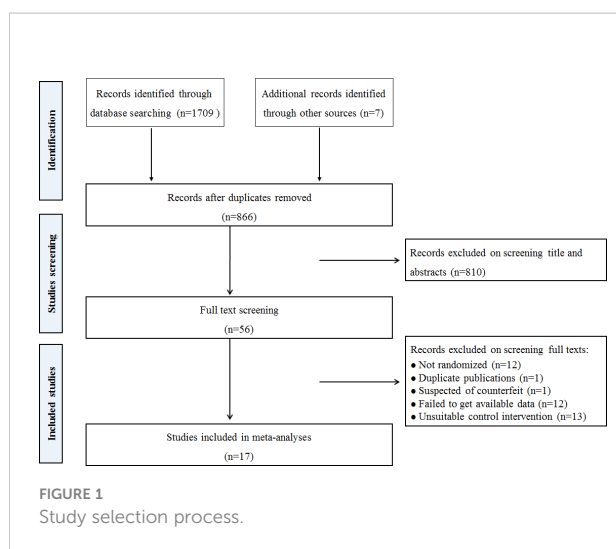 Identification
Records identified through
database searching (n=1709 )
Additional records identified
through other sources (n=7)
Records after duplicates removed
(n=866)
Studies screening
Records excluded on screening title and
abstracts (n=810)
Full text screening
(n=56)
Included studies
Records excluded on screening full texts:
● Not randomized (n=12)
● Duplicate publications (n=1)
● Suspected of counterfeit (n=1)
● Failed to get available data (n=12)
● Unsuitable control intervention (n=13)
Studies included in meta-analyses
(n=17)
FIGURE 1
Study selection process.